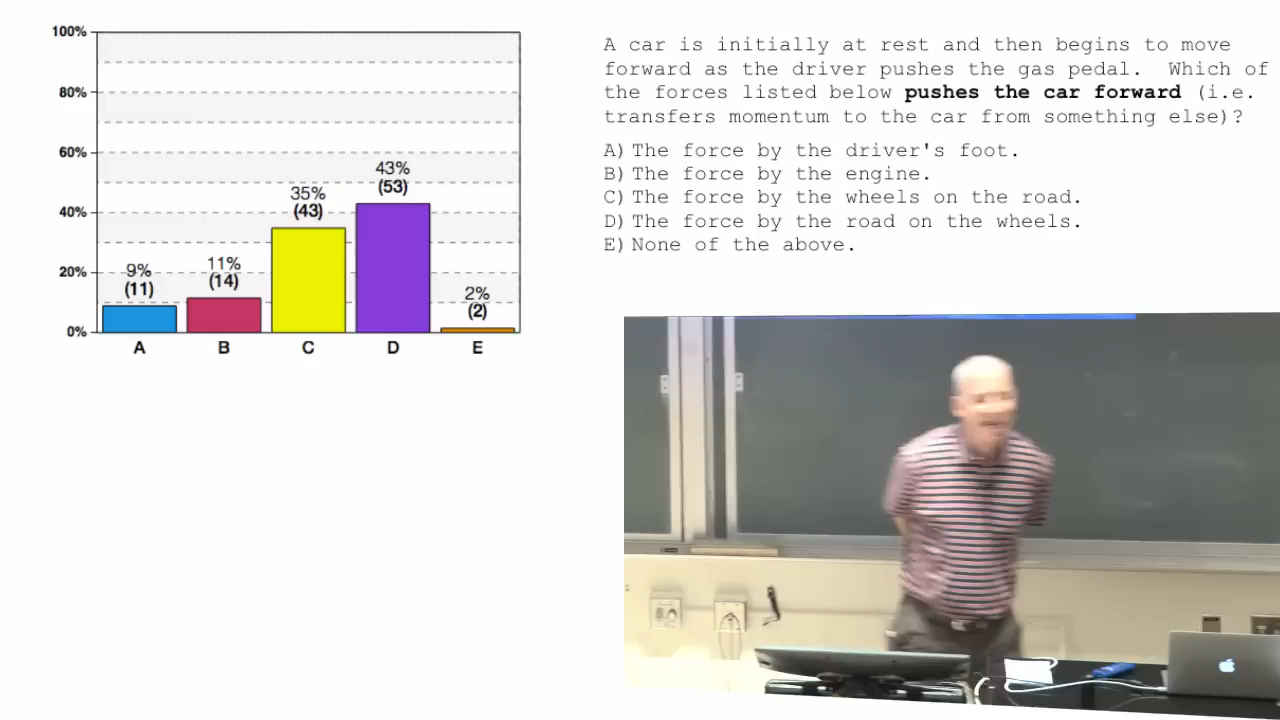 100%
80%
60%
40%
20%
0%
9%
(11)
11%
(14)
35%
(43)
43%
(53)
2%
(2)
A
B
C
D
E
A car is initially at rest and then begins to move
forward as the driver pushes the gas pedal.  Which of
the forces listed below pushes the car forward (i.e.
transfers momentum to the car from something else)?
A) The force by the driver's foot.
B) The force by the engine.
C) The force by the wheels on the road.
D) The force by the road on the wheels.
E) None of the above.